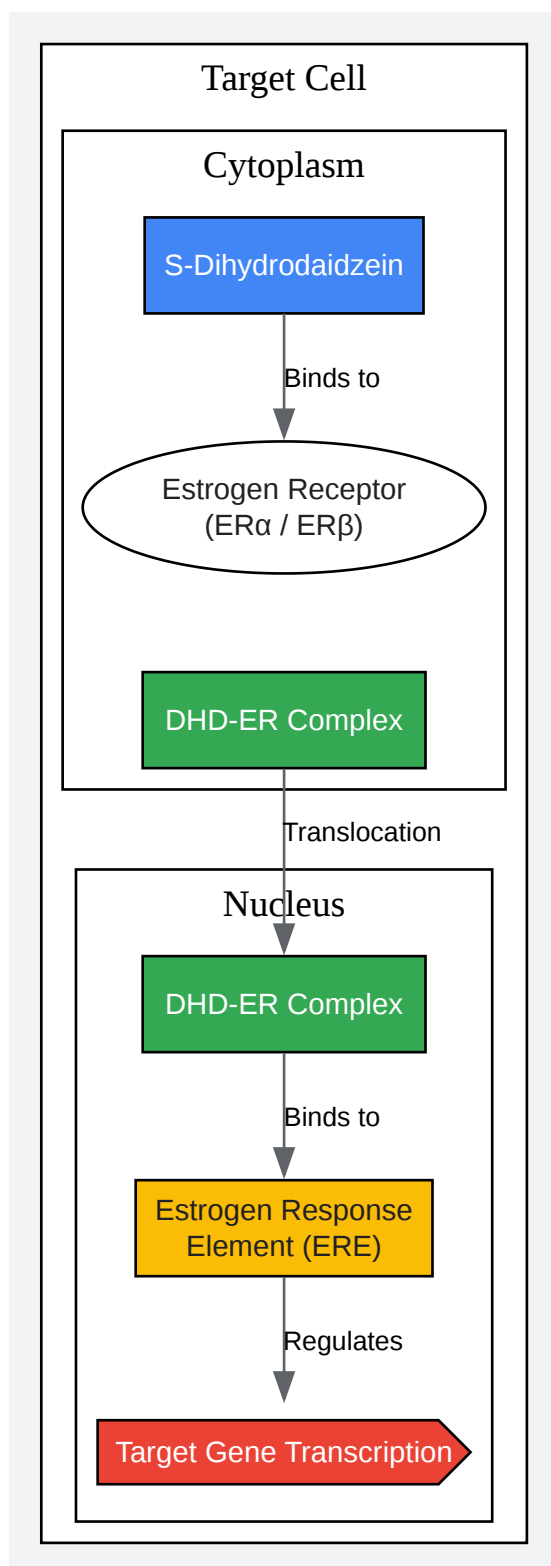 Target Cell
Cytoplasm
S-Dihydrodaidzein
Binds to
Estrogen Receptor
(ERα / ERβ)
DHD-ER Complex
Translocation
Nucleus
DHD-ER Complex
Binds to
Estrogen Response
Element (ERE)
Regulates
Target Gene Transcription